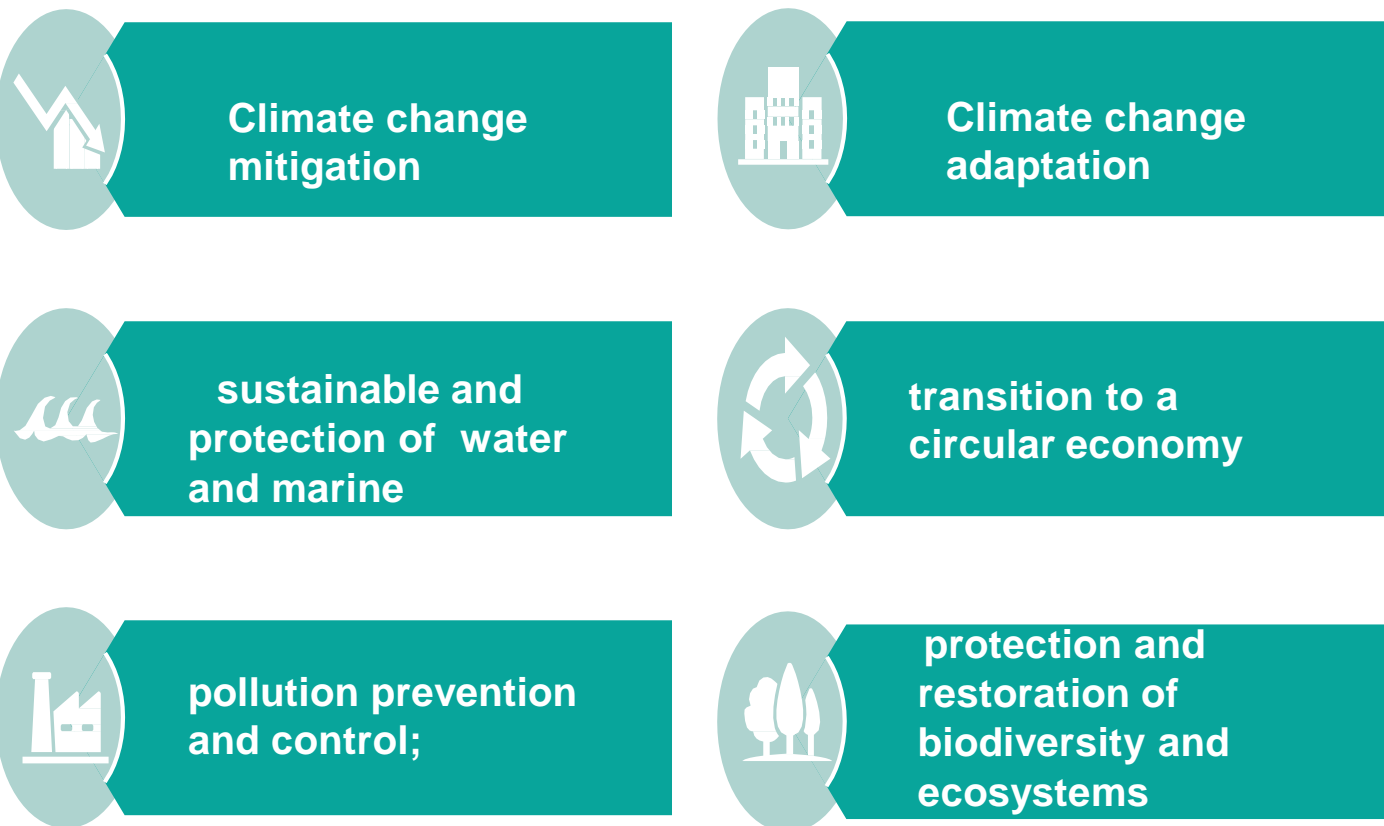 Climate change
mitigation
Climate change
adaptation
sustainable and
protection of water
and marine
transition to a
circular economy
pollution prevention
and control;
protection and
restoration of
biodiversity and
ecosystems